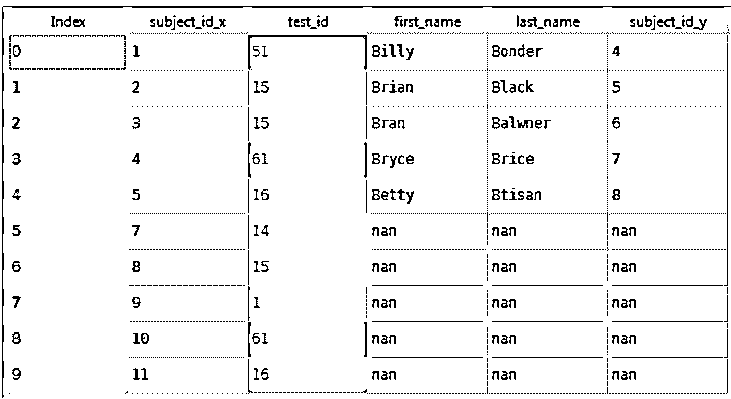 Index subject_id_x test_id first_name last_name subject_id_y
0 1 51 Billy Bonder 4
1 2 15 Brian Black 5
2 3 15 Bran Balwner 6
3 4 61 Bryce Brice 7
4 5 16 Betty Btisan 8
5 7 14 nan nan nan
6 8 15 nan nan nan
7 9 1 nan nan nan
8 10 61 nan nan nan
9 11 16 nan nan nan